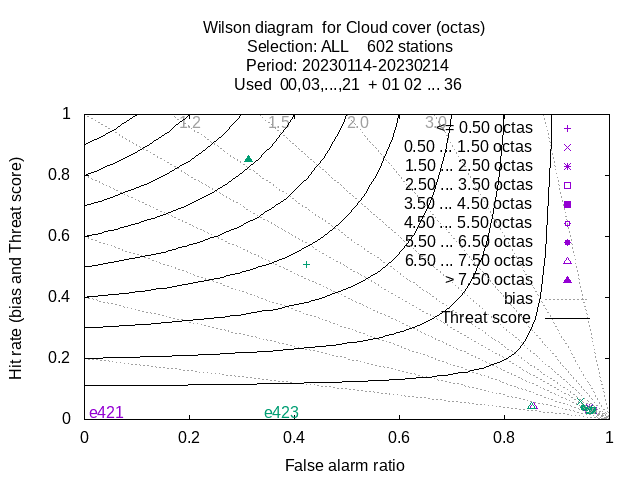 Wilson diagram  for Cloud cover (octas)
Selection: ALL    602 stations
Period: 20230114-20230214
Used  00,03,...,21  + 01 02 ... 36
Hit rate (bias and Threat score)
1
0.8
0.6
0.4
0.2
0
1.2 1.5 2.0 3.0
<= 0.50 octas
0.50 ... 1.50 octas
1.50 ... 2.50 octas
2.50 ... 3.50 octas
3.50 ... 4.50 octas
4.50 ... 5.50 octas
5.50 ... 6.50 octas
6.50 ... 7.50 octas
> 7.50 octas
bias
Threat score
e421 e423
0 0.2 0.4 0.6 0.8 1
False alarm ratio